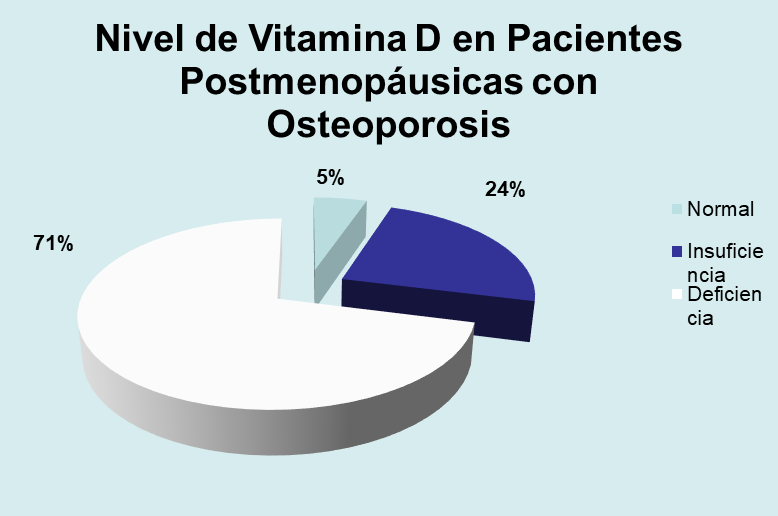 Nivel de Vitamina D en Pacientes
Postmenopáusicas con
Osteoporosis
5%
24%
71%
Normal
Insuficie
ncia
Deficien
cia